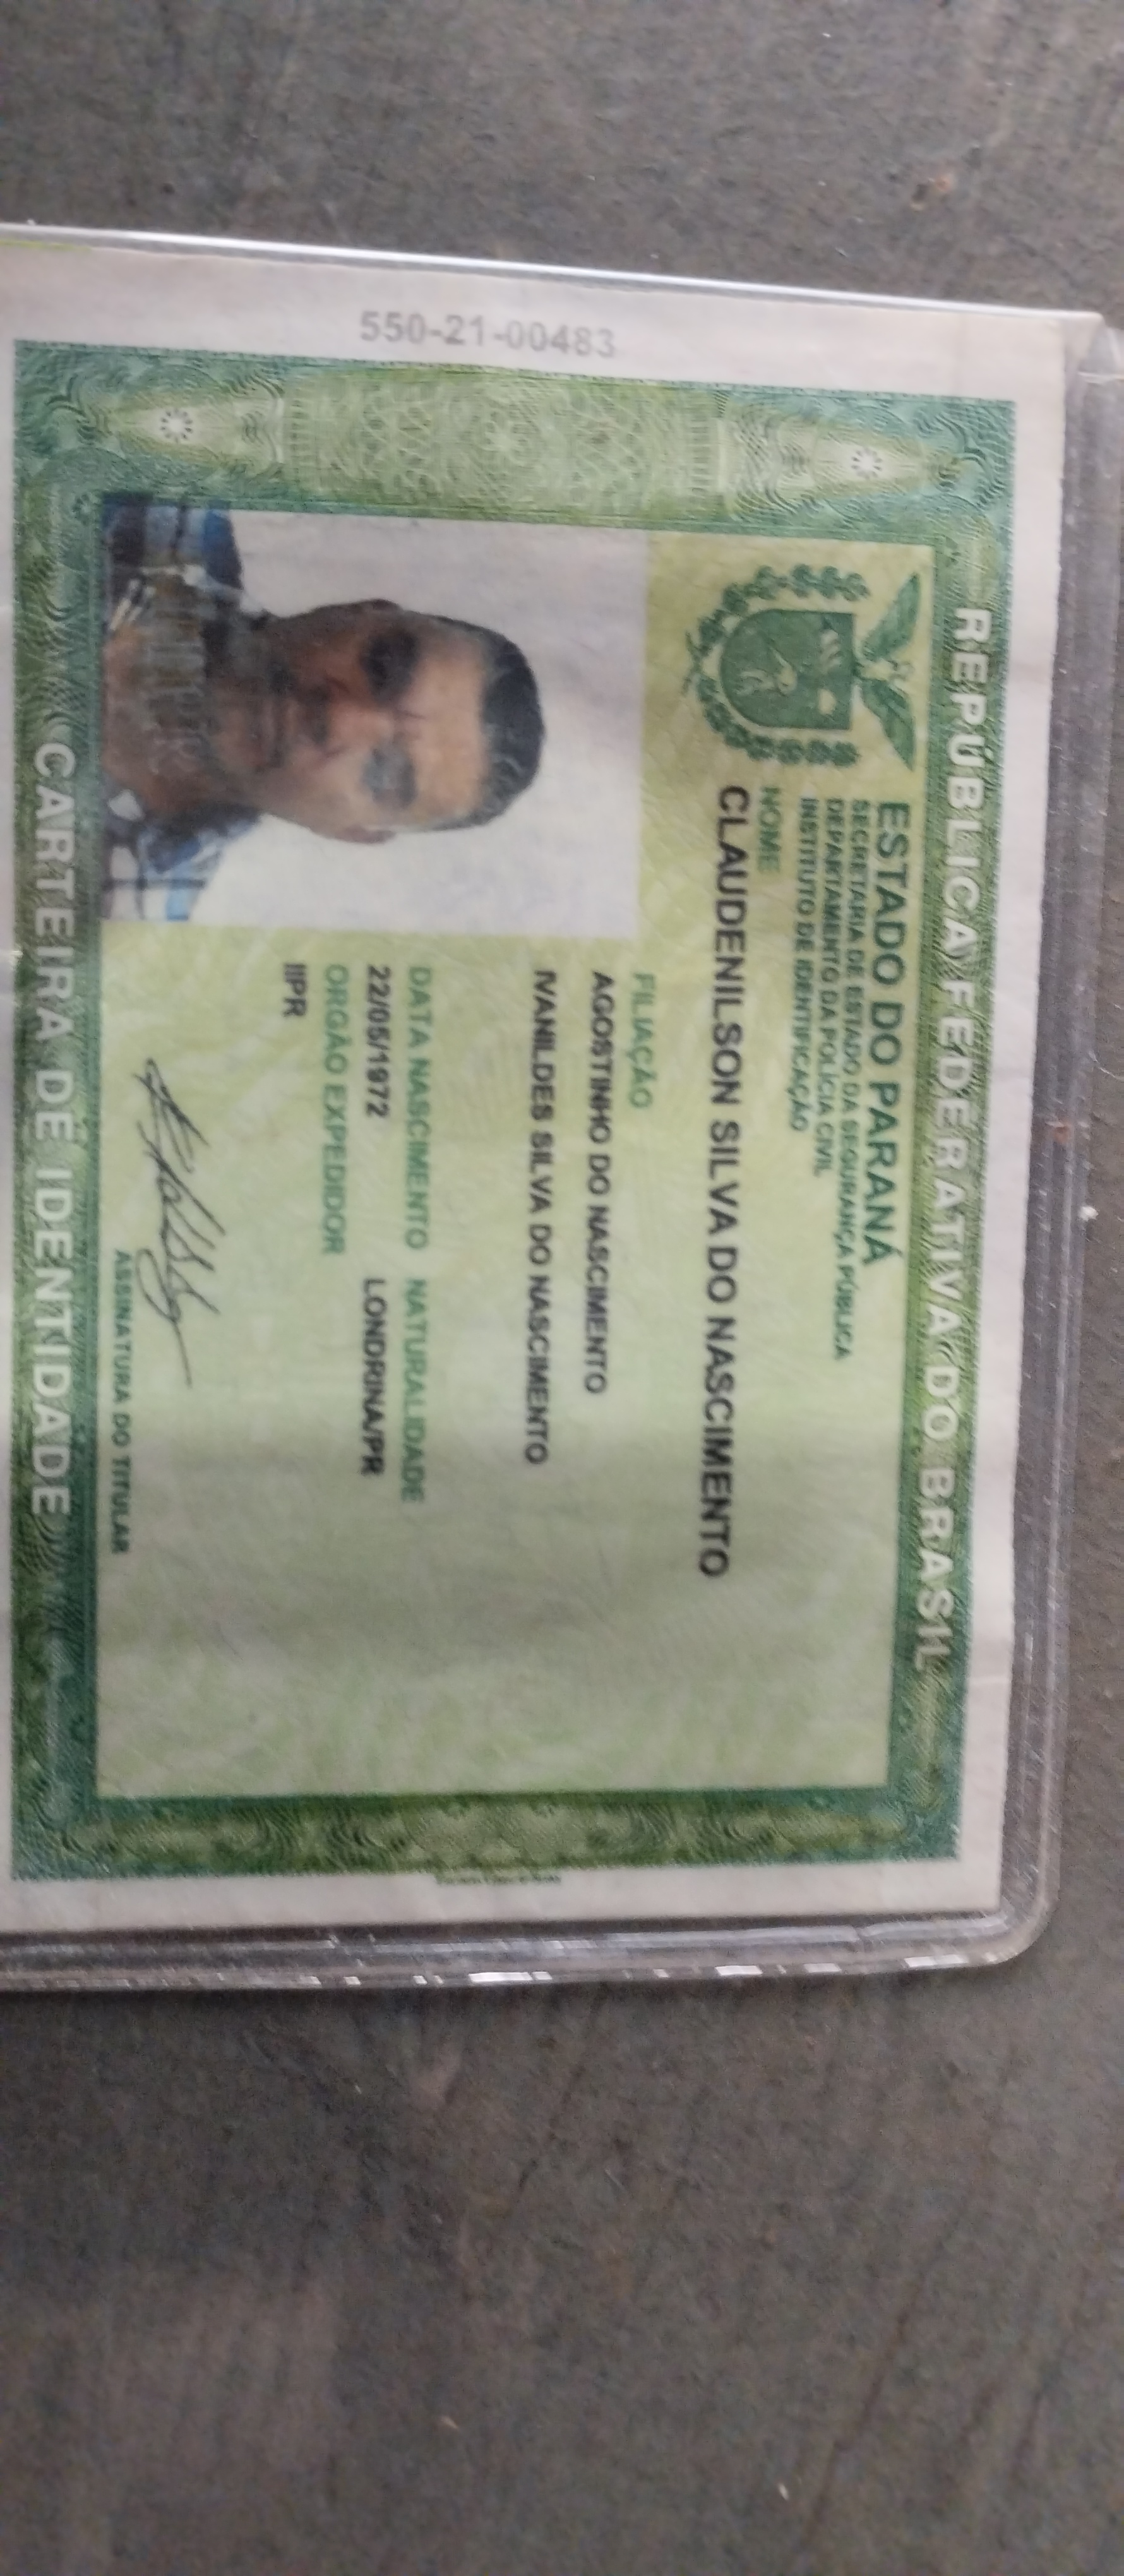 550-21-00483
REPÚBLICA FEDERATIVA DO BRASIL
ESTADO DO PARANÁ
SECRETARIA DE ESTADO DA SEGURANÇA PÚBLICA
DEPARTAMENTO DA POLÍCIA CIVIL
INSTITUTO DE IDENTIFICAÇÃO
NOME
CLAUDENILSON SILVA DO NASCIMENTO
FILIAÇÃO
AGOSTINHO DO NASCIMENTO
IVANILDES SILVA DO NASCIMENTO
DATA NASCIMENTO NATURALIDADE
22/05/1972 LONDRINA/PR
ORGÃO EXPEDIDOR
IIPR
ASSINATURA DO TITULAR
CARTEIRA DE IDENTIDADE